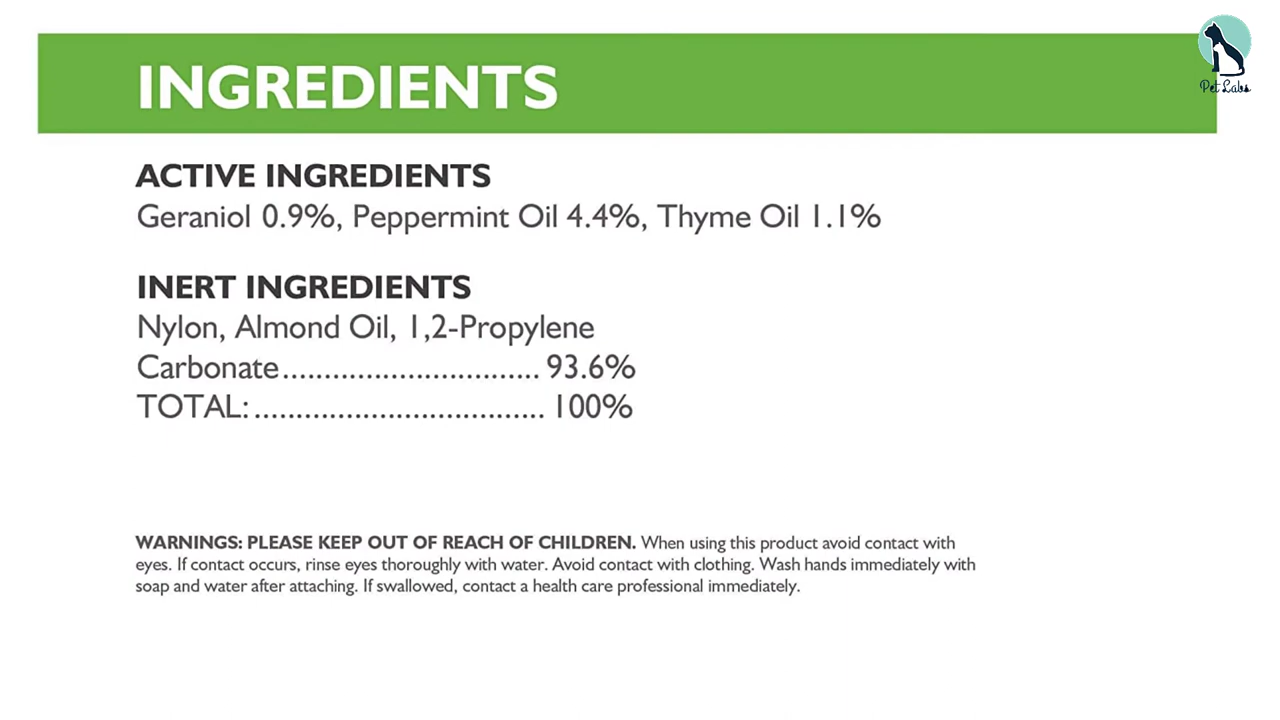 Pet Labs
INGREDIENTS
ACTIVE INGREDIENTS
Geraniol 0.9%, Peppermint Oil 4.4%, Thyme Oil 1.1%
INERT INGREDIENTS
Nylon, Almond Oil, 1,2-Propylene
Carbonate............................... 93.6%
TOTAL:................................... 100%
WARNINGS: PLEASE KEEP OUT OF REACH OF CHILDREN. When using this product avoid contact with
eyes. If contact occurs, rinse eyes thoroughly with water. Avoid contact with clothing. Wash hands immediately with
soap and water after attaching. If swallowed, contact a health care professional immediately.